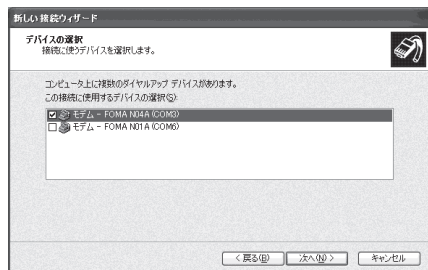 新しい接続ウィザード
デバイスの選択
接続に使うデバイスを選択します。
コンピュータ上に複数のダイヤルアップ デバイスがあります。
この接続に使用するデバイスの選択(S):
モデム - FOMA N04A (COM3)
モデム - FOMA N01A (COM6)
< 戻る(B)
次へ(N) >
キャンセル